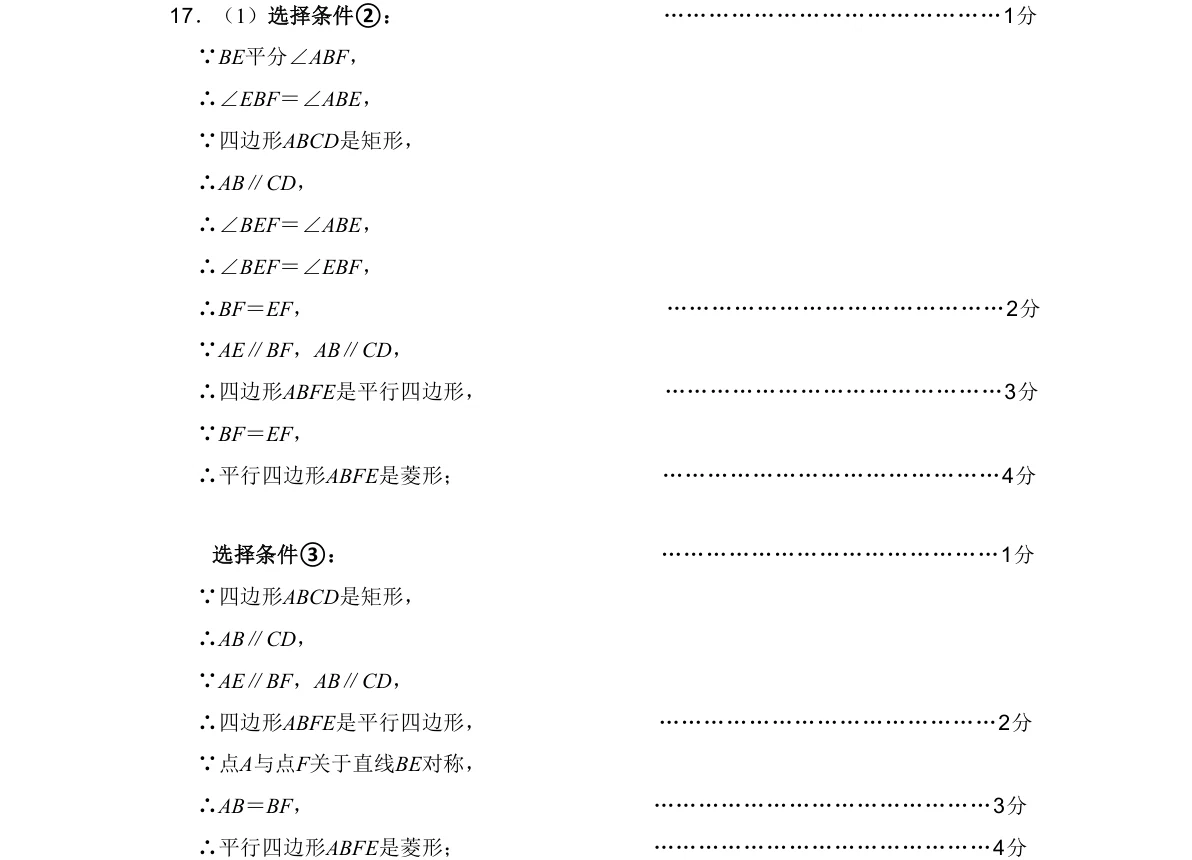 17．（1）选择条件②： ………………………………………1分
∵BE平分∠ABF，
∴∠EBF＝∠ABE，
∵四边形ABCD是矩形，
∴AB∥CD，
∴∠BEF＝∠ABE，
∴∠BEF＝∠EBF，
∴BF＝EF， ………………………………………2分
∵AE∥BF，AB∥CD，
∴四边形ABFE是平行四边形， ………………………………………3分
∵BF＝EF，
∴平行四边形ABFE是菱形； ………………………………………4分
选择条件③： ………………………………………1分
∵四边形ABCD是矩形，
∴AB∥CD，
∵AE∥BF，AB∥CD，
∴四边形ABFE是平行四边形， ………………………………………2分
∵点A与点F关于直线BE对称，
∴AB＝BF， ………………………………………3分
∴平行四边形ABFE是菱形； ………………………………………4分